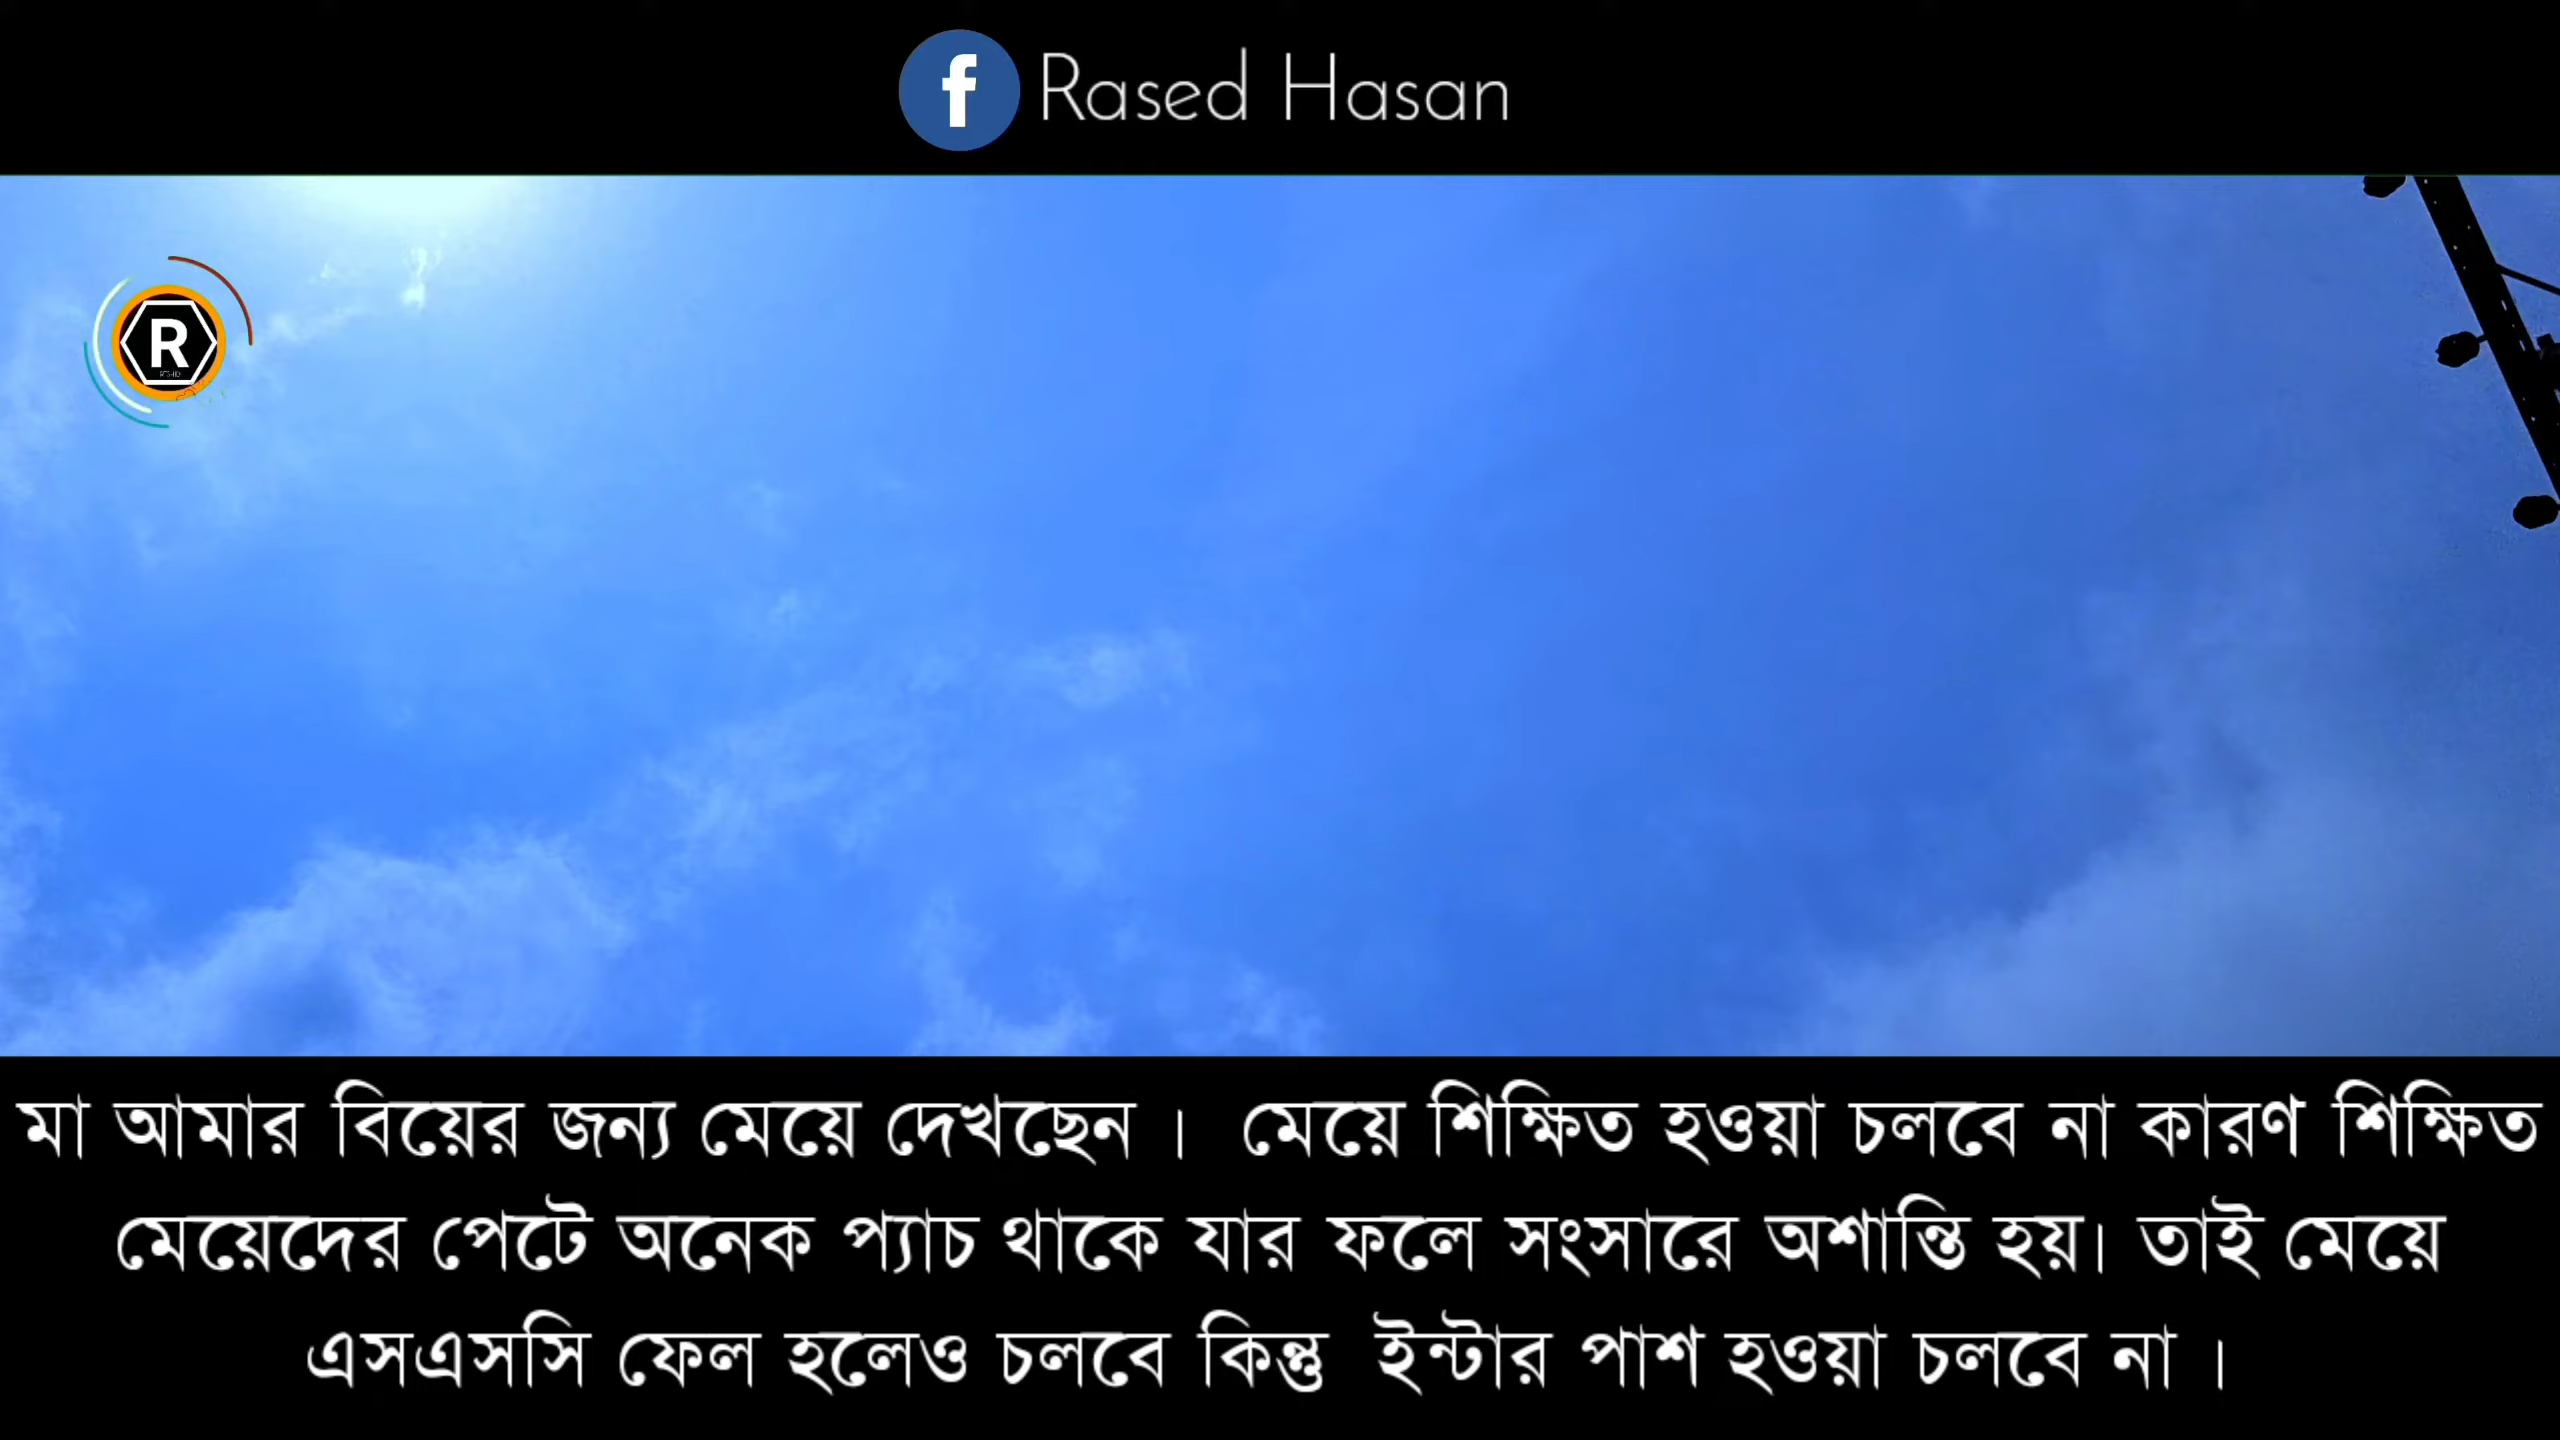 f Rased Hasan
R
মা আমার বিয়ের জন্য মেয়ে দেখছেন । মেয়ে শিক্ষিত হওয়া চলবে না কারণ শিক্ষিত
মেয়েদের পেটে অনেক প্যাচ থাকে যার ফলে সংসারে অশান্তি হয়। তাই মেয়ে
এসএসসি ফেল হলেও চলবে কিন্তু ইন্টার পাশ হওয়া চলবে না ।